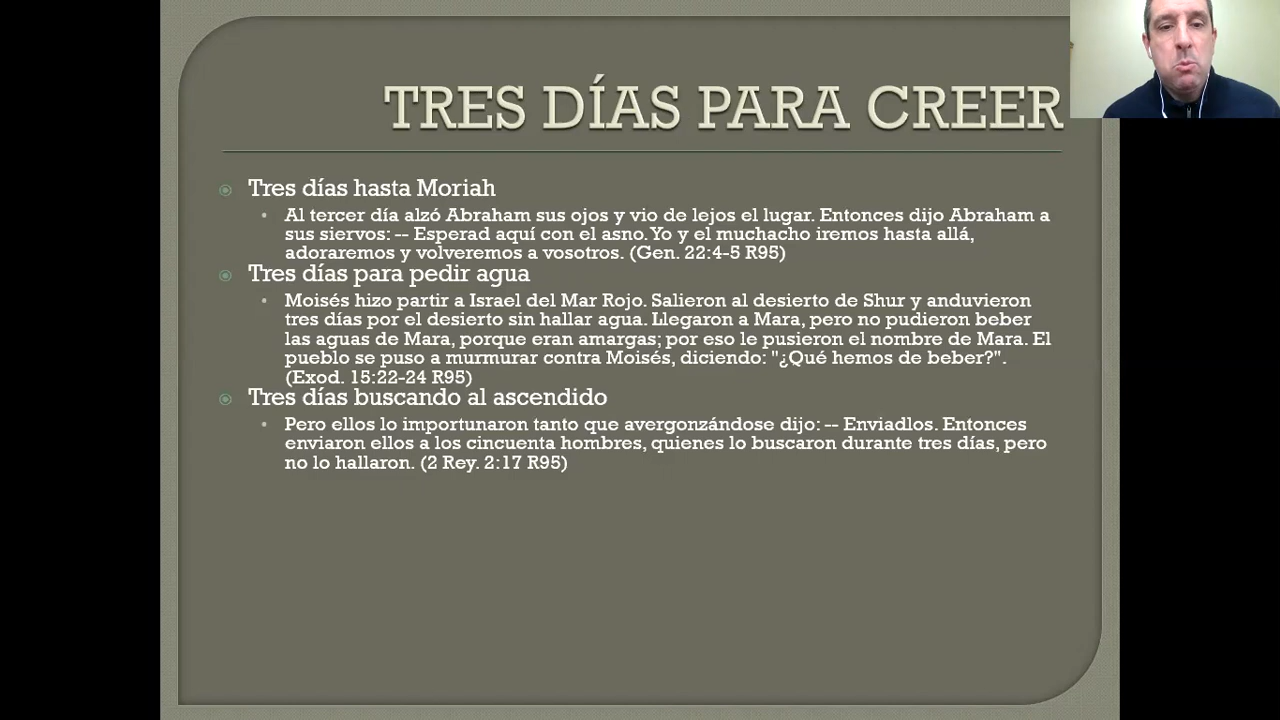 TRES DÍAS PARA CREER
Tres días hasta Moriah
Al tercer día alzó Abraham sus ojos y vio de lejos el lugar. Entonces dijo Abraham a
sus siervos: -- Esperad aquí con el asno. Yo y el muchacho iremos hasta allá,
adoraremos y volveremos a vosotros. (Gen. 22:4-5 R95)
Tres días para pedir agua
Moisés hizo partir a Israel del Mar Rojo. Salieron al desierto de Shur y anduvieron
tres días por el desierto sin hallar agua. Llegaron a Mara, pero no pudieron beber
las aguas de Mara, porque eran amargas; por eso le pusieron el nombre de Mara. El
pueblo se puso a murmurar contra Moisés, diciendo: "¿Qué hemos de beber?".
(Exod. 15:22-24 R95)
Tres días buscando al ascendido
Pero ellos lo importunaron tanto que avergonzándose dijo: -- Enviadlos. Entonces
enviaron ellos a los cincuenta hombres, quienes lo buscaron durante tres días, pero
no lo hallaron. (2 Rey. 2:17 R95)